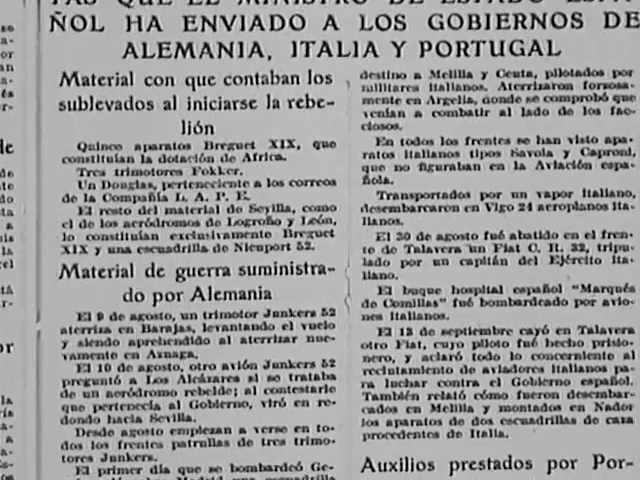 TAS QUE EL MINISTRO DE ESTADO ESPA-
ÑOL HA ENVIADO A LOS GOBIERNOS DE
ALEMANIA, ITALIA Y PORTUGAL
Material con que contaban los
sublevados al iniciarse la rebe-
lión
Quince aparatos Breguet XIX, que
constituían la dotación de Africa.
Tres trimotores Fokker.
Un Douglas, perteneciente a los correos
de la Compañía L. A. P. E.
El resto del material de Sevilla, como
el de los aeródromos de Logroño y León,
lo constituían exclusivamente Breguet
XIX y una escuadrilla de Nieuport 52.
Material de guerra suministra-
do por Alemania
El 9 de agosto, un trimotor Junkers 52
aterriza en Barajas, levantando el vuelo
y siendo aprehendido al aterrizar nue-
vamente en Azuaga.
El 10 de agosto, otro avión Junkers 52
preguntó a Los Alcázares si se trataba
de un aeródromo rebelde; al contestarle
que pertenecía al Gobierno, viró en re-
dondo hacia Sevilla.
Desde agosto empiezan a verse en to-
dos los frentes patrullas de tres trimo-
tores Junkers.
El primer día que se bombardeó Ge-
destino a Melilla y Ceuta, pilotados por
militares italianos. Aterrizaron forzosa-
mente en Argelia, donde se comprobó que
venían a combatir al lado de los fac-
ciosos.
En todos los frentes se han visto apa-
ratos italianos tipos Savoia y Caproni,
que no figuraban en la Aviación espa-
ñola.
Transportados por un vapor italiano,
desembarcaron en Vigo 24 aeroplanos ita-
lianos.
El 30 de agosto fué abatido en el fren-
te de Talavera un Fiat C. R. 32, tripu-
lado por un capitán del Ejército ita-
liano.
El buque hospital español "Marqués
de Comillas" fué bombardeado por avio-
nes italianos.
El 13 de septiembre cayó en Talavera
otro Fiat, cuyo piloto fué hecho prisio-
nero, y aclaró todo lo concerniente al
reclutamiento de aviadores italianos pa-
ra luchar contra el Gobierno español.
También relató cómo fueron desembar-
cados en Melilla y montados en Nador
los aparatos de dos escuadrillas de caza
procedentes de Italia.
Auxilios prestados por Por-